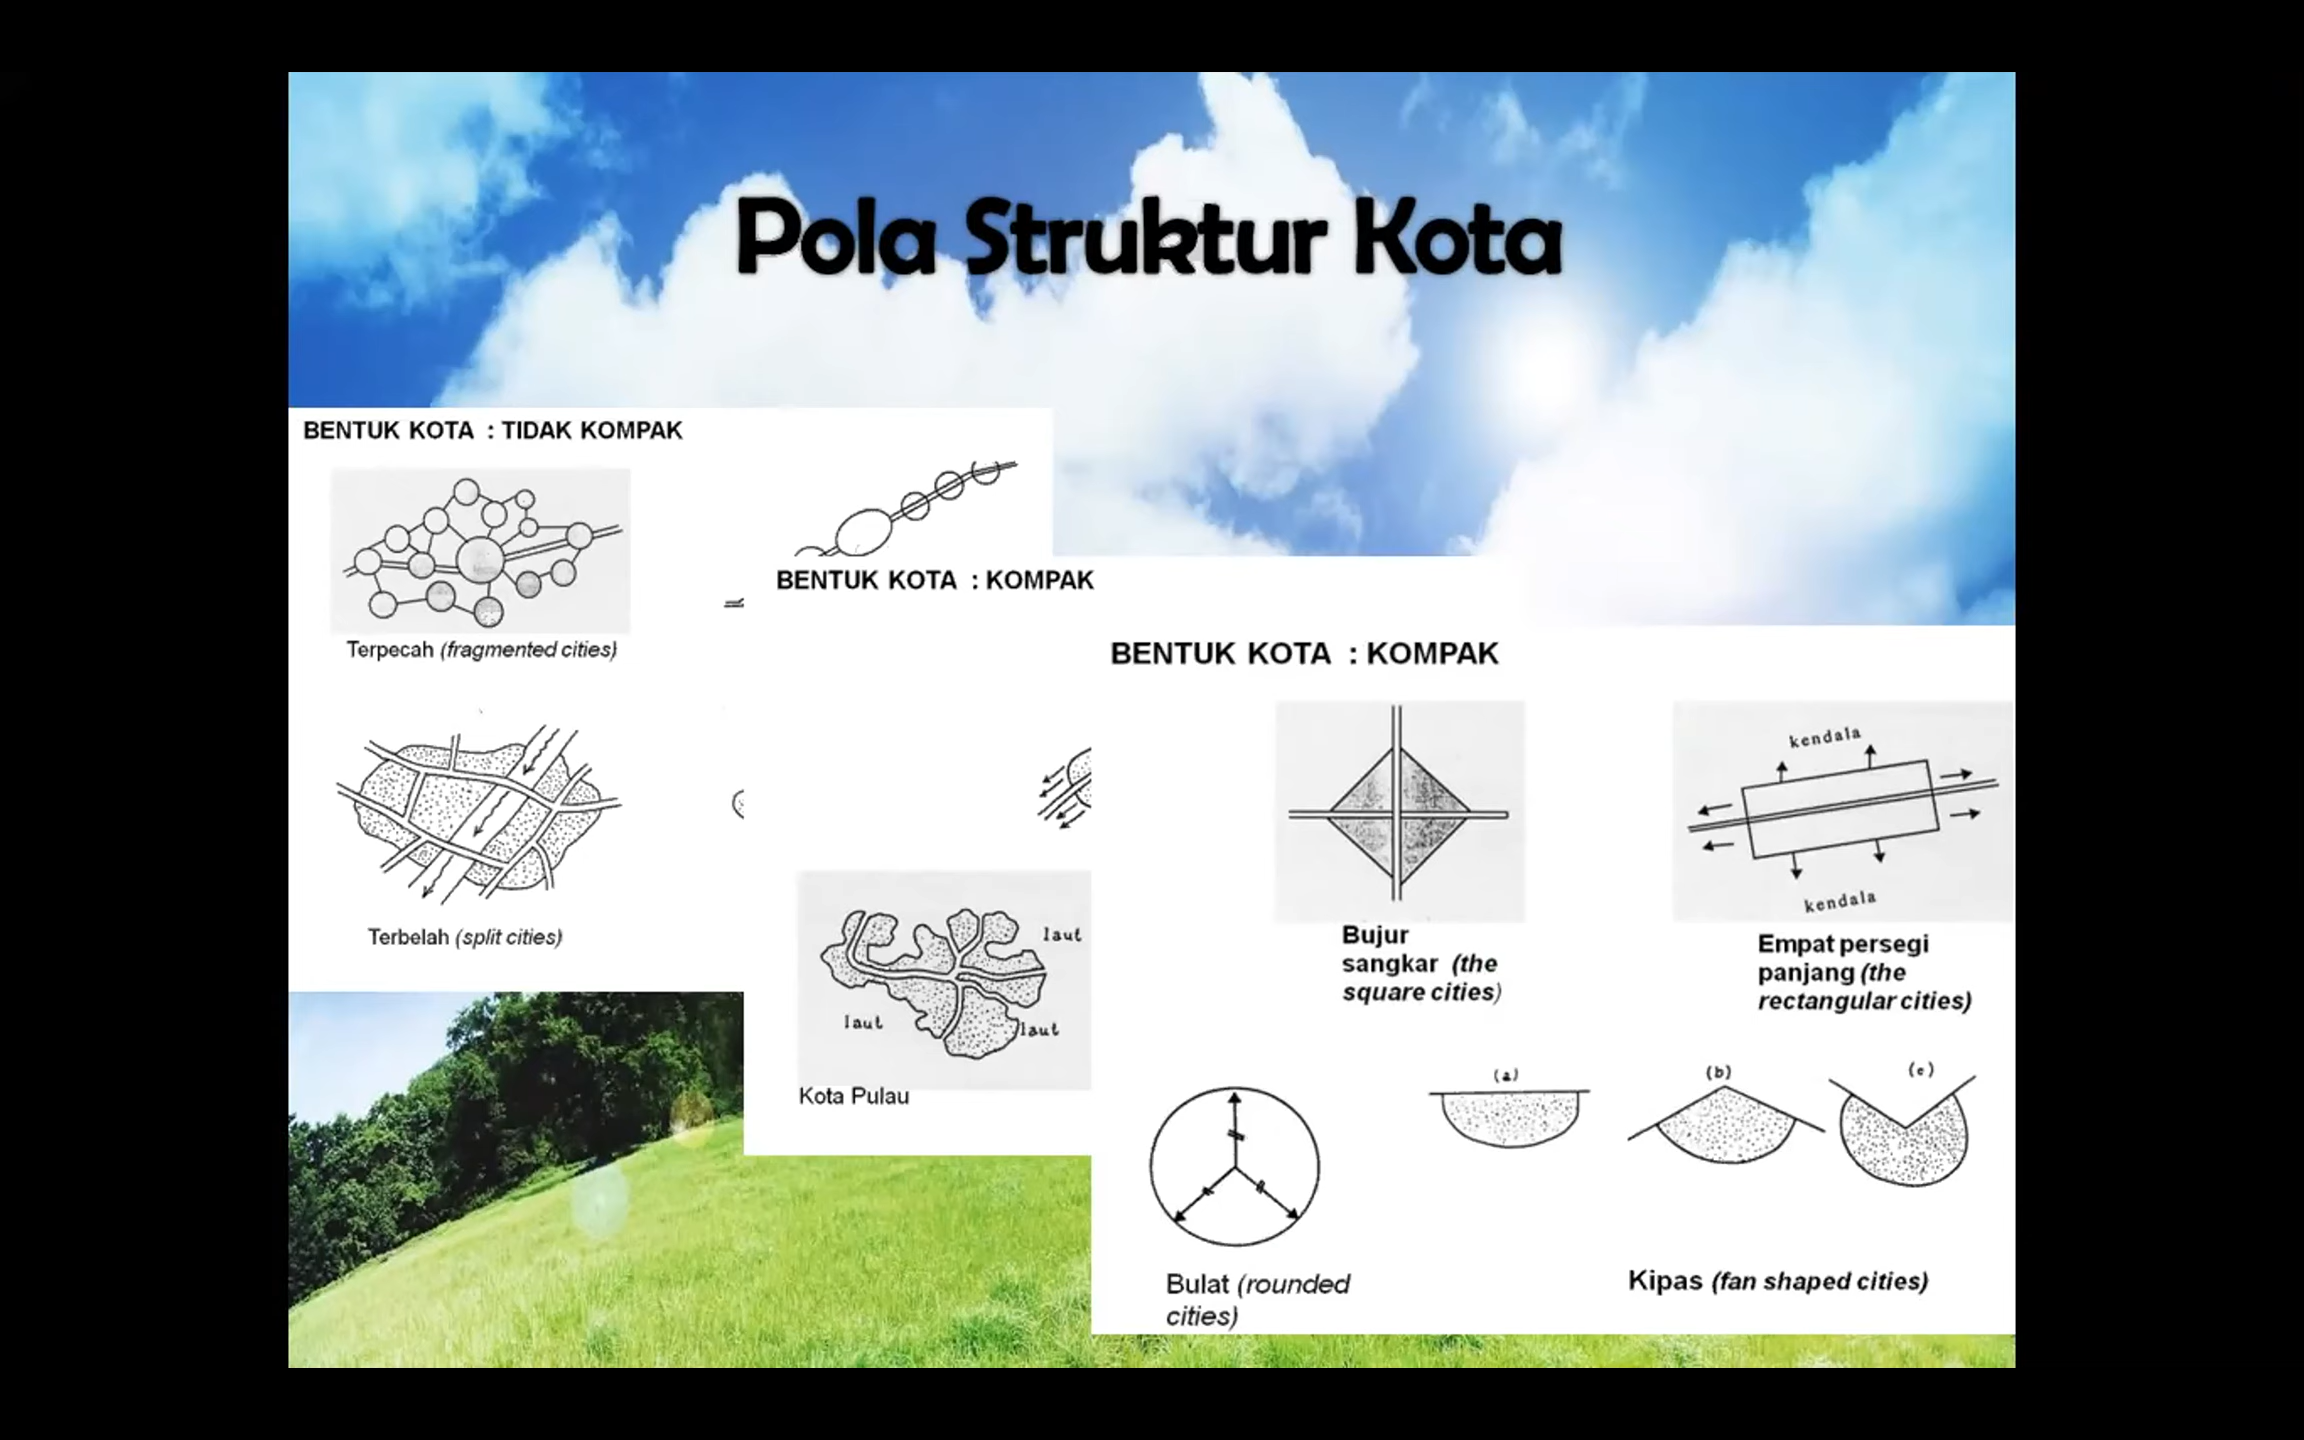 Pola Struktur Kota
BENTUK KOTA : TIDAK KOMPAK
Terpecah (fragmented cities)
Terbelah (split cities)
BENTUK KOTA : KOMPAK
laut
laut
laut
Kota Pulau
BENTUK KOTA : KOMPAK
kendala
kendala
Bujur
sangkar (the
square cities)
Empat persegi
panjang (the
rectangular cities)
(a)
(b)
(c)
Bulat (rounded
cities)
Kipas (fan shaped cities)